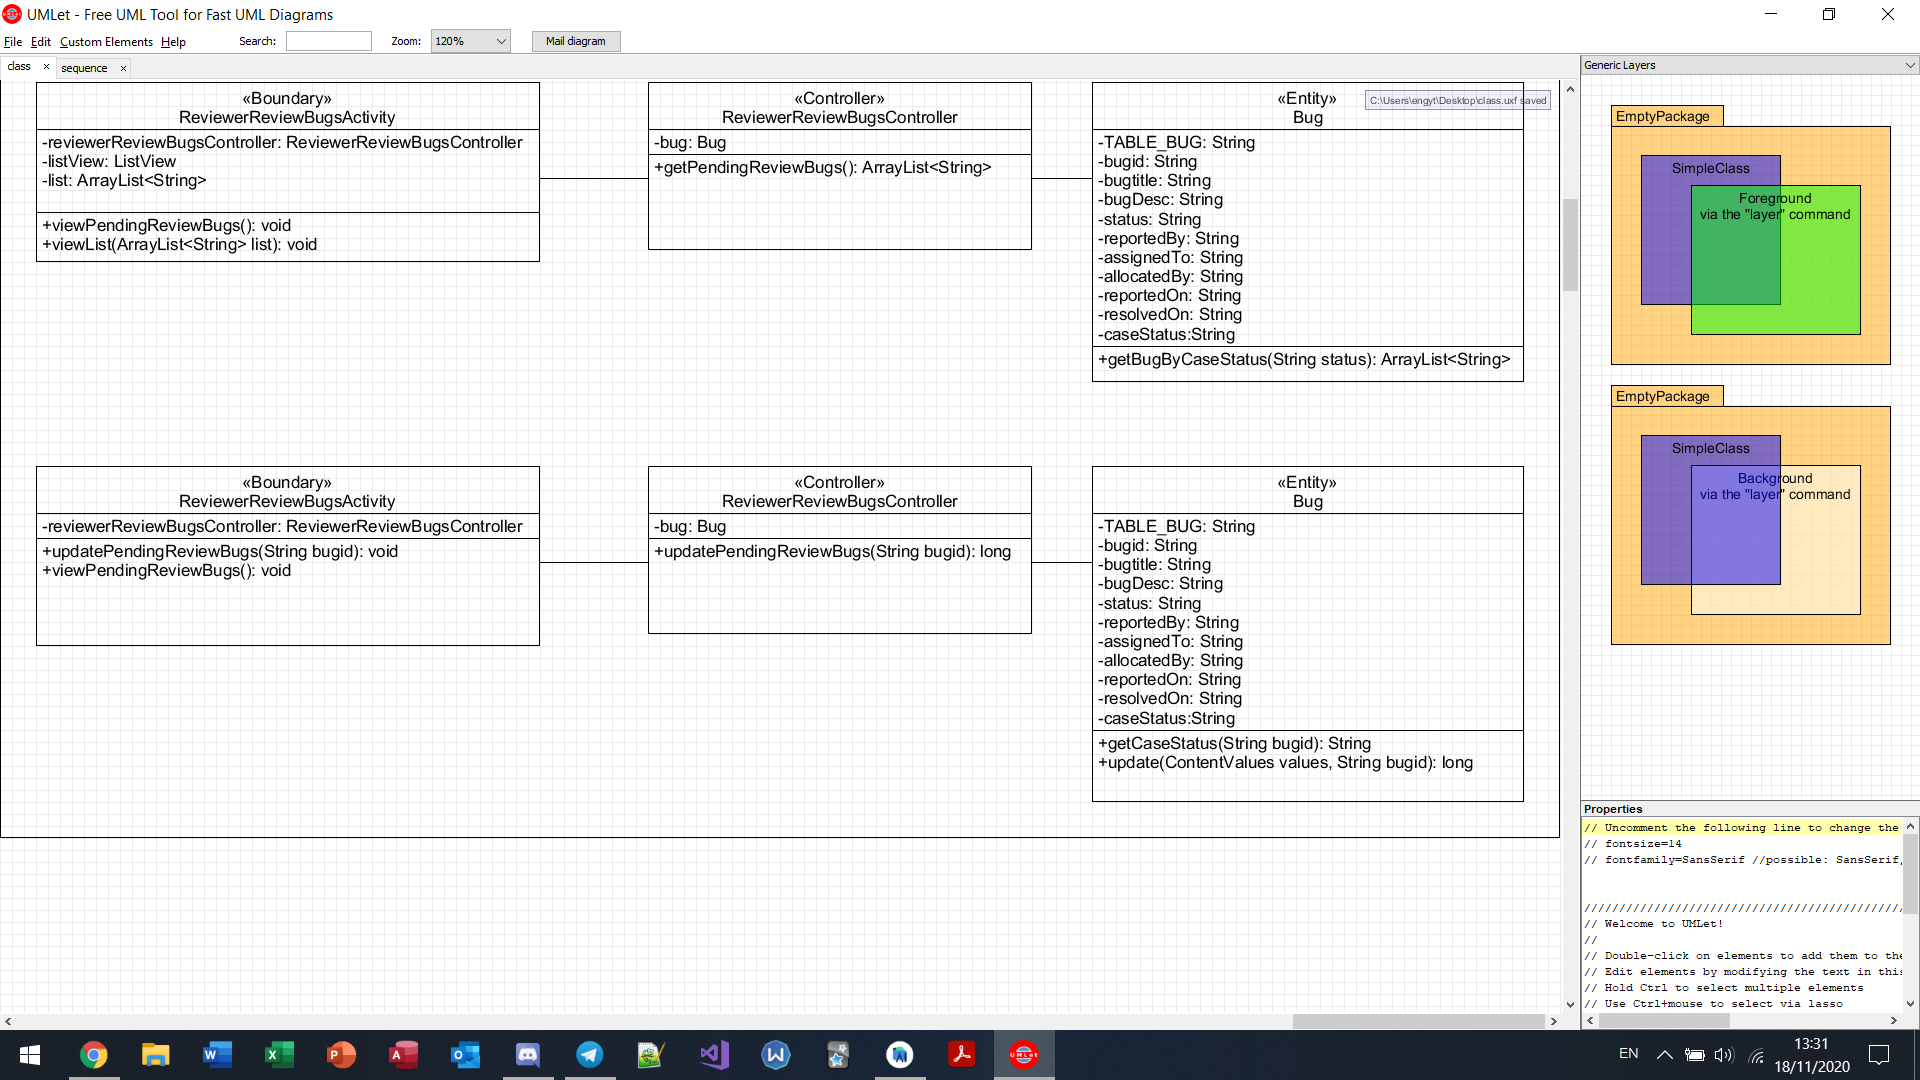 UMLet - Free UML Tool for Fast UML Diagrams
File Edit Custom Elements Help Search: Zoom: 120% Mail diagram
class × sequence ×
«Boundary»
ReviewerReviewBugsActivity
-reviewerReviewBugsController: ReviewerReviewBugsController
-listView: ListView
-list: ArrayList<String>
+viewPendingReviewBugs(): void
+viewList(ArrayList<String> list): void
«Controller»
ReviewerReviewBugsController
-bug: Bug
+getPendingReviewBugs(): ArrayList<String>
«Entity»
Bug
C:\Users\engyt\Desktop\class.uxf saved
-TABLE_BUG: String
-bugid: String
-bugtitle: String
-bugDesc: String
-status: String
-reportedBy: String
-assignedTo: String
-allocatedBy: String
-reportedOn: String
-resolvedOn: String
-caseStatus:String
+getBugByCaseStatus(String status): ArrayList<String>
«Boundary»
ReviewerReviewBugsActivity
-reviewerReviewBugsController: ReviewerReviewBugsController
+updatePendingReviewBugs(String bugid): void
+viewPendingReviewBugs(): void
«Controller»
ReviewerReviewBugsController
-bug: Bug
+updatePendingReviewBugs(String bugid): long
«Entity»
Bug
-TABLE_BUG: String
-bugid: String
-bugtitle: String
-bugDesc: String
-status: String
-reportedBy: String
-assignedTo: String
-allocatedBy: String
-reportedOn: String
-resolvedOn: String
-caseStatus:String
+getCaseStatus(String bugid): String
+update(ContentValues values, String bugid): long
Generic Layers
EmptyPackage
SimpleClass
Foreground
via the "layer" command
EmptyPackage
SimpleClass
Background
via the "layer" command
Properties
// Uncomment the following line to change the
// fontsize=14
// fontfamily=SansSerif //possible: SansSerif,
//////////////////////////////////////////////
// Welcome to UMLet!
//
// Double-click on elements to add them to the
// Edit elements by modifying the text in this
// Hold Ctrl to select multiple elements
// Use Ctrl+mouse to select via lasso
EN
13:31
18/11/2020